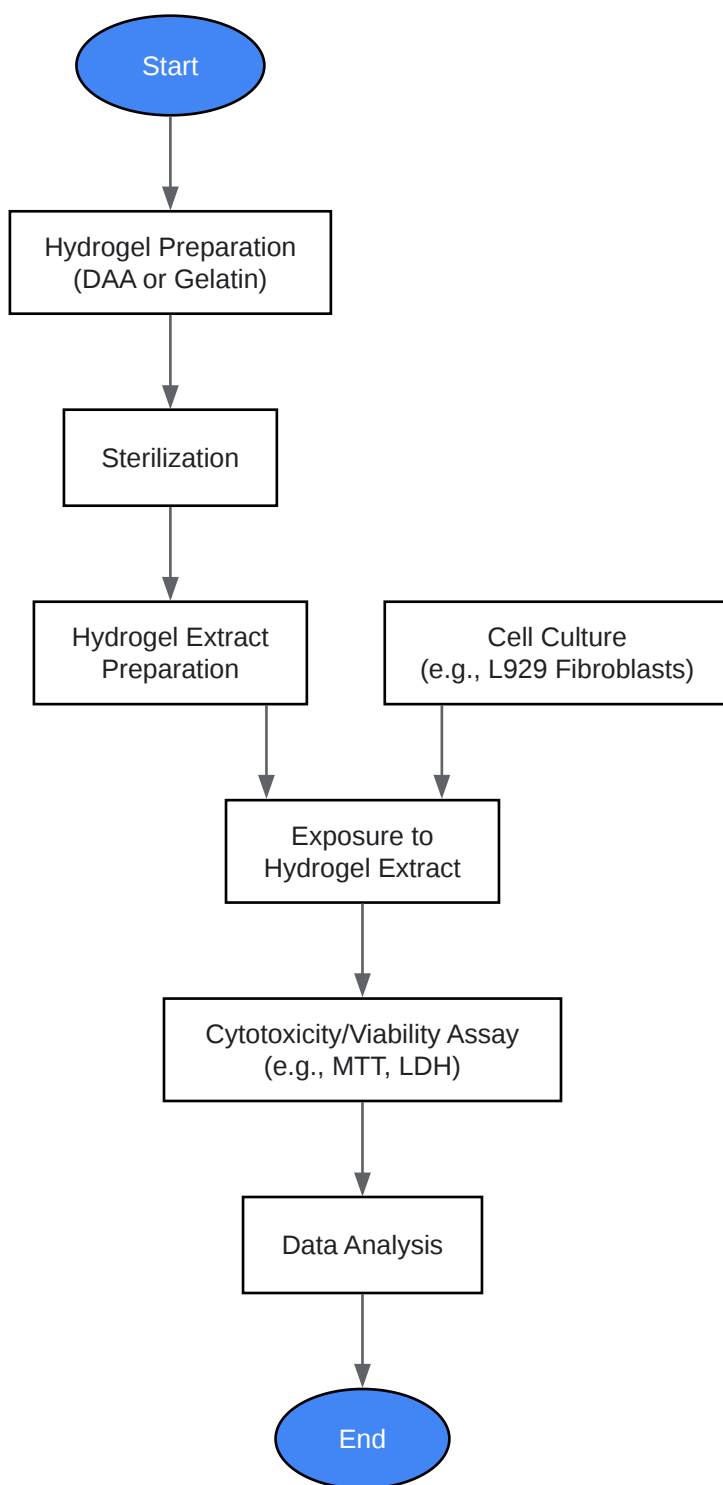 Start
Hydrogel Preparation
(DAA or Gelatin)
Sterilization
Hydrogel Extract
Preparation
Cell Culture
(e.g., L929 Fibroblasts)
Exposure to
Hydrogel Extract
Cytotoxicity/Viability Assay
(e.g., MTT, LDH)
Data Analysis
End